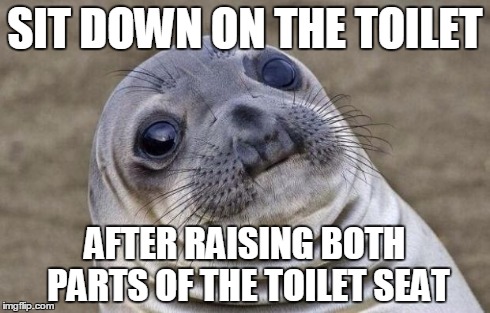 SIT DOWN ON THE TOILET
AFTER RAISING BOTH
PARTS OF THE TOILET SEAT
imgflip.com